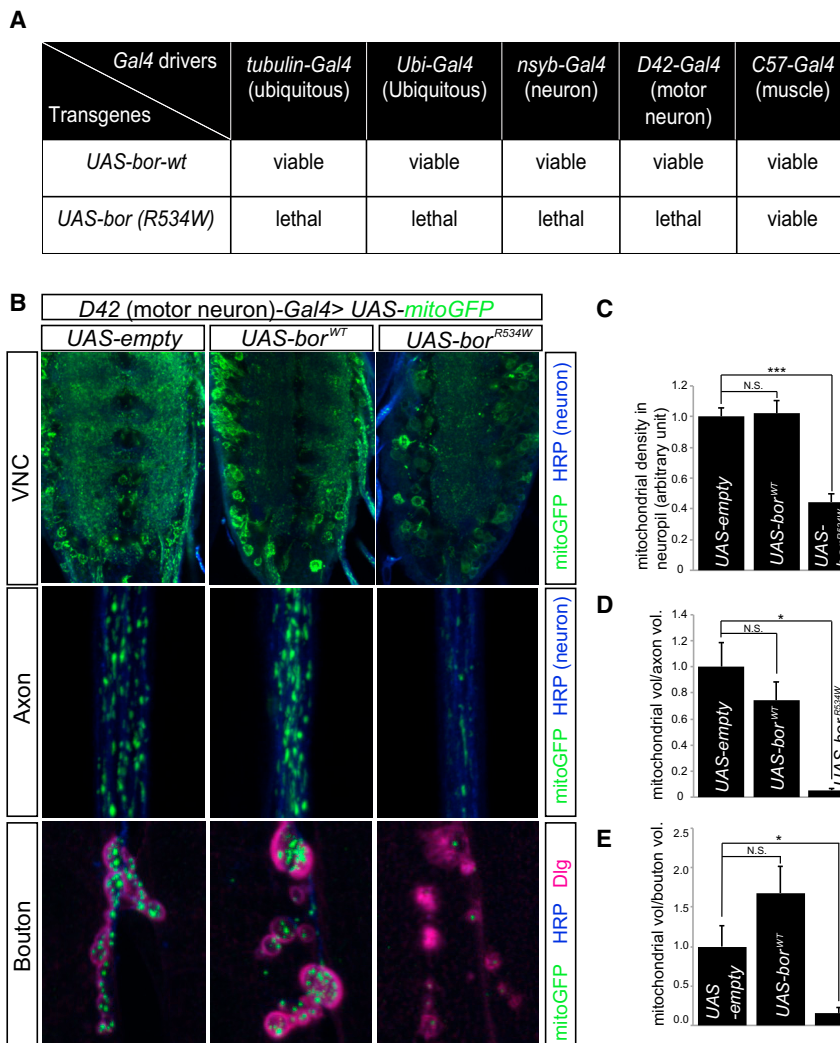 A
Gal4 drivers
Transgenes
tubulin-Gal4 (ubiquitous)
Ubi-Gal4 (Ubiquitous)
nsyb-Gal4 (neuron)
D42-Gal4 (motor neuron)
C57-Gal4 (muscle)
UAS-bor-wt viable viable viable viable viable
UAS-bor (R534W) lethal lethal lethal lethal viable
B
D42 (motor neuron)-Gal4> UAS-mitoGFP
UAS-empty UAS-bor^WT UAS-bor^R534W
VNC
mitoGFP HRP (neuron)
Axon
mitoGFP HRP (neuron)
Bouton
mitoGFP HRP Dlg
C
mitochondrial density in
neuropil (arbitrary unit)
1.2
1.0
0.8
0.6
0.4
0.2
0
***
N.S.
UAS-empty
UAS-bor^WT
UAS-
D
mitochondrial vol/axon vol.
1.4
1.2
1.0
0.8
0.6
0.4
0.2
0
*
N.S.
UAS-empty
UAS-bor^WT
UAS-bor^R534W
E
mitochondrial vol/bouton vol.
2.5
2.0
1.5
1.0
0.5
0.0
*
N.S.
UAS
-empty
UAS-bor^WT